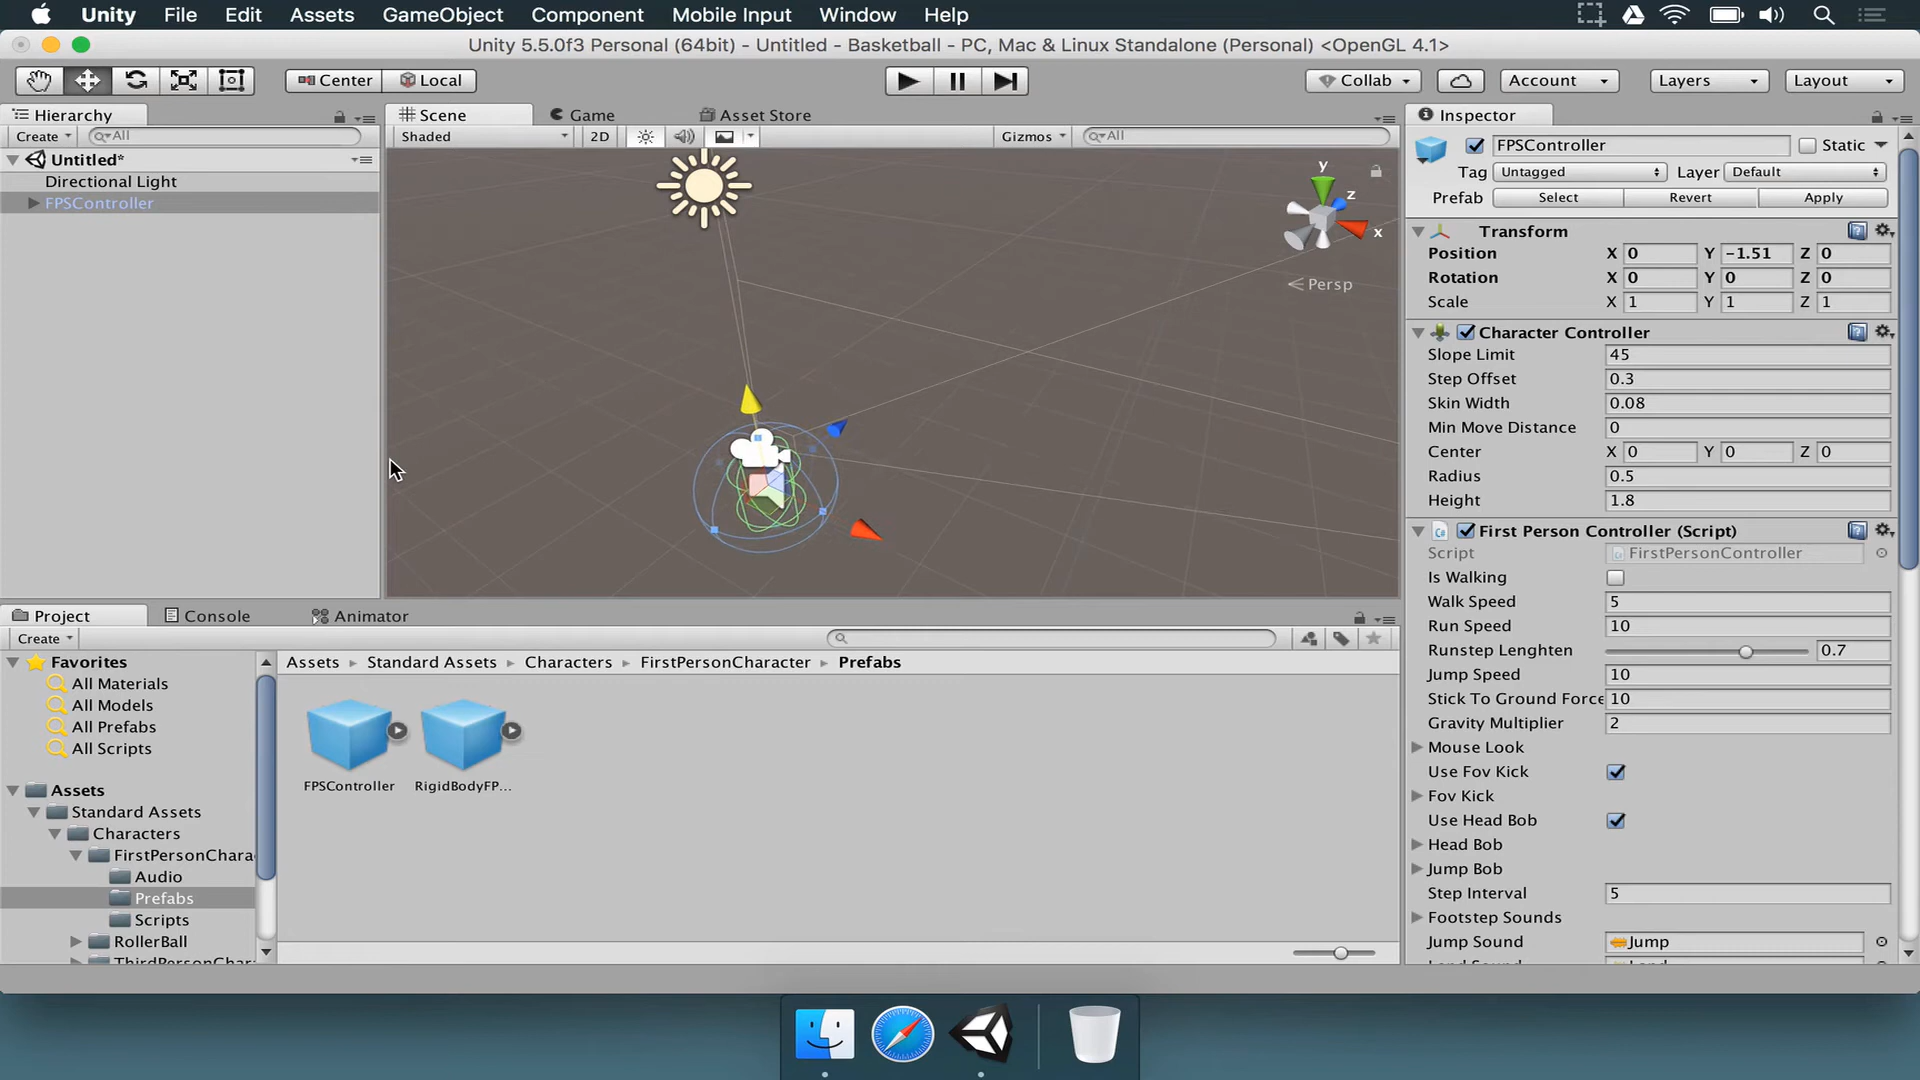 Unity File Edit Assets GameObject Component Mobile Input Window Help
Unity 5.5.0f3 Personal (64bit) - Untitled - Basketball - PC, Mac & Linux Standalone (Personal) <OpenGL 4.1>
Center Local Collab Account Layers Layout
Hierarchy
Create All
Untitled*
Directional Light
FPSController
Scene Game Asset Store
Shaded 2D Gizmos All
y
z
x
Persp
Inspector
FPSController Static
Tag Untagged Layer Default
Prefab Select Revert Apply
Transform
Position X 0 Y -1.51 Z 0
Rotation X 0 Y 0 Z 0
Scale X 1 Y 1 Z 1
Character Controller
Slope Limit 45
Step Offset 0.3
Skin Width 0.08
Min Move Distance 0
Center X 0 Y 0 Z 0
Radius 0.5
Height 1.8
First Person Controller (Script)
Script FirstPersonController
Is Walking
Walk Speed 5
Run Speed 10
Runstep Lenghten 0.7
Jump Speed 10
Stick To Ground Force 10
Gravity Multiplier 2
Mouse Look
Use Fov Kick
Fov Kick
Use Head Bob
Head Bob
Jump Bob
Step Interval 5
Footstep Sounds
Jump Sound Jump
Project Console Animator
Create
Favorites
All Materials
All Models
All Prefabs
All Scripts
Assets
Standard Assets
Characters
FirstPersonChara
Audio
Prefabs
Scripts
RollerBall
ThirdPersonChar
Assets Standard Assets Characters FirstPersonCharacter Prefabs
FPSController RigidBodyFP...